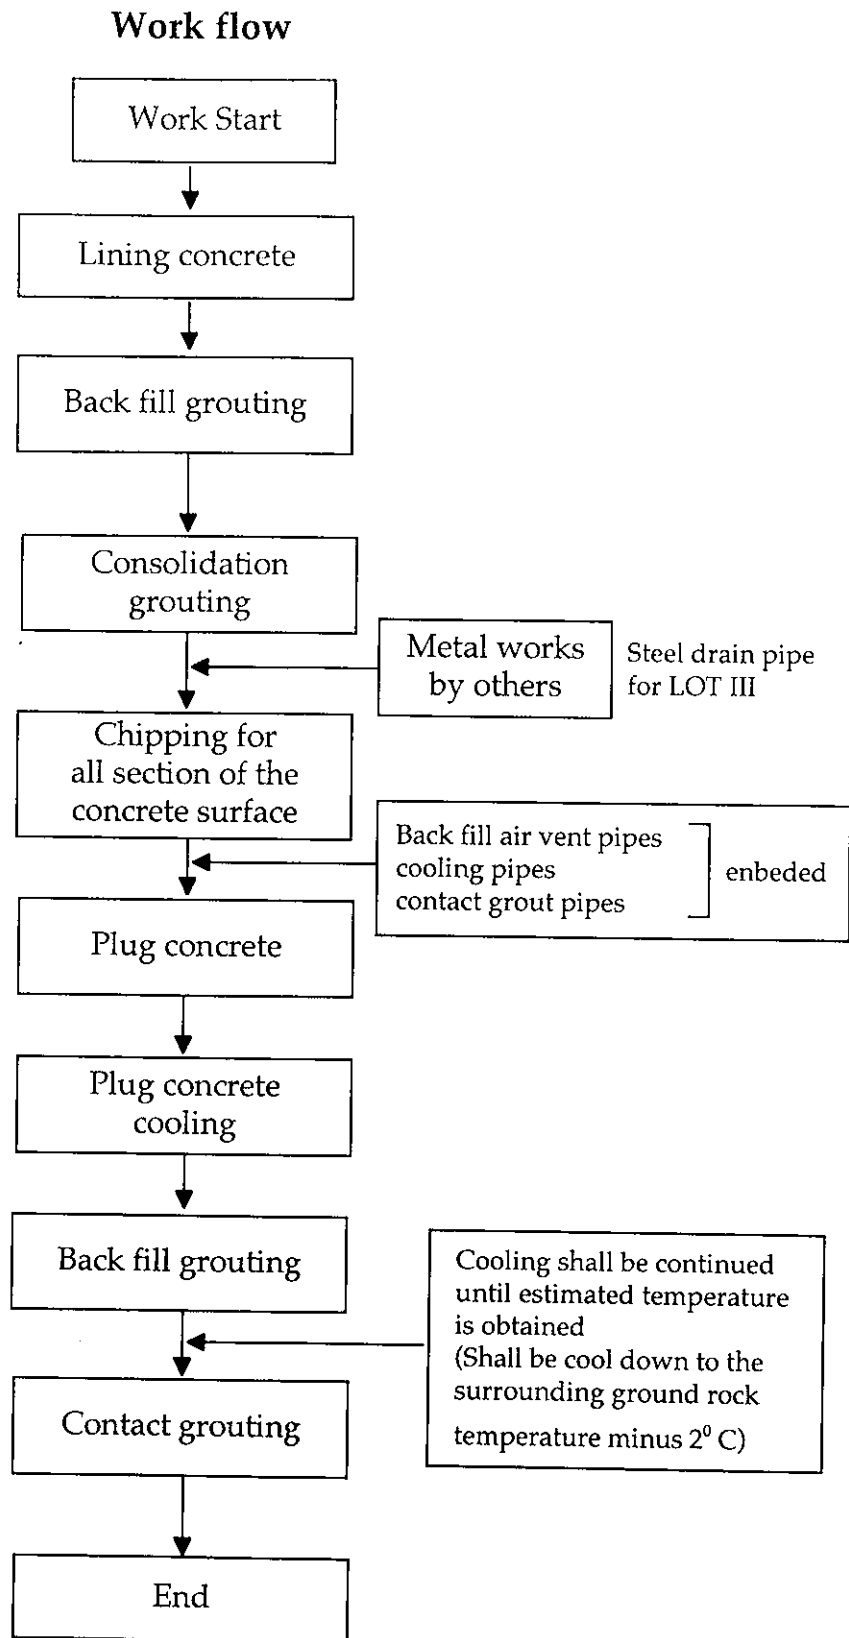 Work flow
Work Start
Lining concrete
Back fill grouting
Consolidation
grouting
Metal works
by others
Steel drain pipe
for LOT III
Chipping for
all section of the
concrete surface
Back fill air vent pipes
cooling pipes
contact grout pipes
enbeded
Plug concrete
Plug concrete
cooling
Back fill grouting
Cooling shall be continued
until estimated temperature
is obtained
(Shall be cool down to the
surrounding ground rock
temperature minus 2⁰ C)
Contact grouting
End